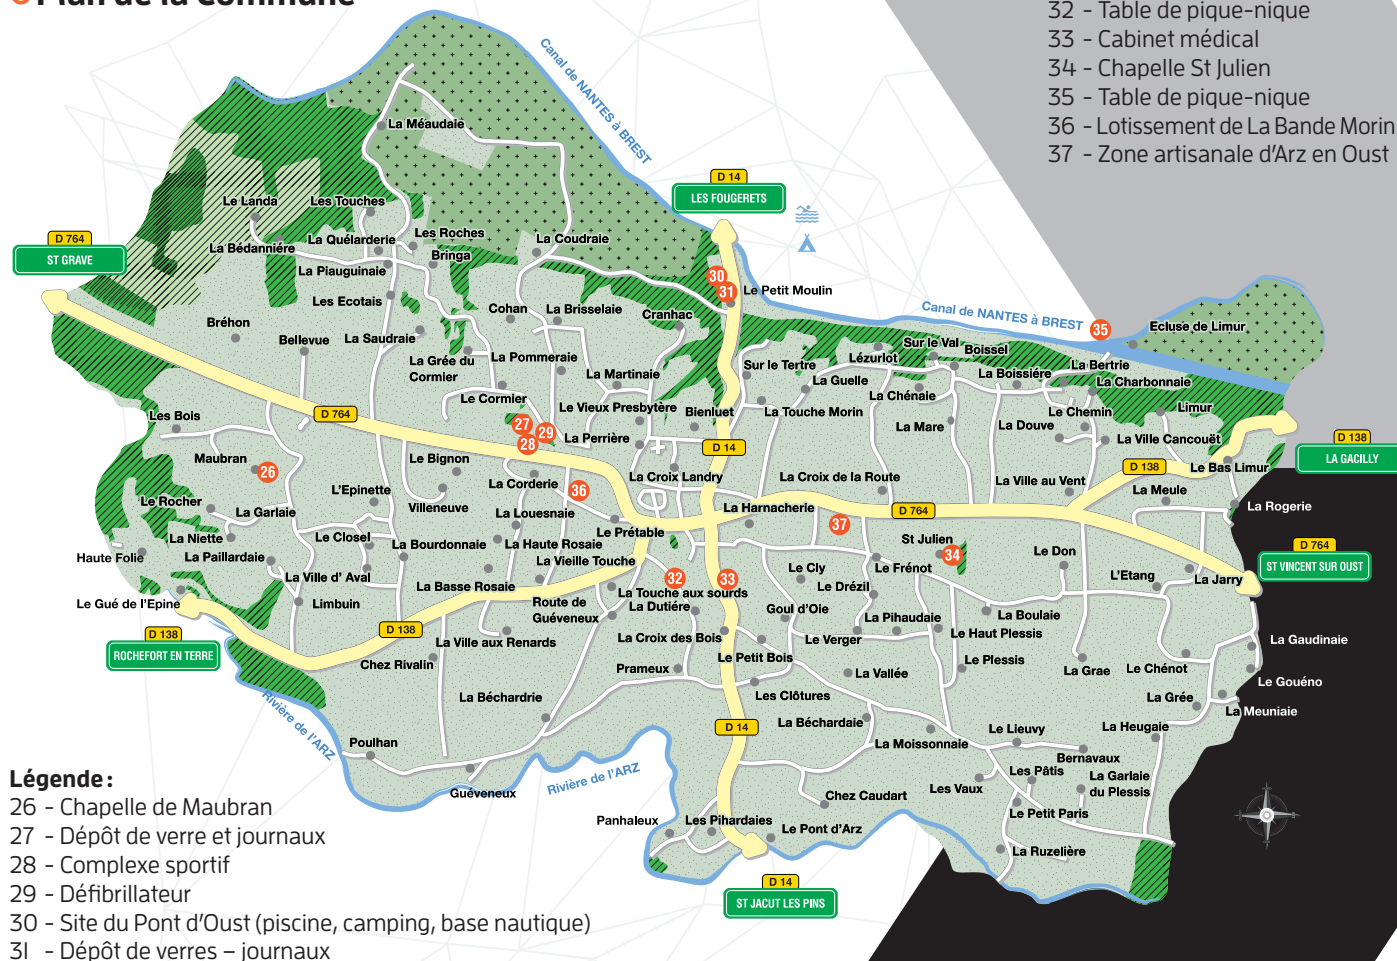 Plan de la Commune
32 - Table de pique-nique
33 - Cabinet médical
34 - Chapelle St Julien
35 - Table de pique-nique
36 - Lotissement de La Bande Morin
37 - Zone artisanale d'Arz en Oust
Canal de NANTES à BREST
La Méaudaie
D 14
LES FOUGERETS
Le Landa
Les Touches
D 764
ST GRAVE
La Bédanniére
La Quélarderie
Les Roches
Bringa
La Coudraie
La Piauguinaie
30
31
Le Petit Moulin
Les Ecotais
Cohan
La Brisselaie
Cranhac
Canal de NANTES à BREST
35
Ecluse de Limur
Bréhon
Bellevue
La Saudraie
La Grée du
Cormier
La Pommeraie
La Martinaie
Sur le Tertre
Lézurlot
Sur le Val
Boissel
La Bertrie
La Guelle
La Boissiére
La Charbonnaie
La Chénaie
Le Cormier
Le Vieux Presbytère
Bienluet
La Touche Morin
Le Chemin
Limur
D 764
Les Bois
27
29
28
La Perrière
D 14
La Mare
La Douve
La Ville Cancouët
D 138
LA GACILLY
Maubran
26
Le Bignon
La Croix Landry
La Croix de la Route
D 138
Le Bas Limur
L'Epinette
La Corderie
36
La Ville au Vent
La Meule
Le Rocher
La Garlaie
Villeneuve
La Louesnaie
La Harnacherie
D 764
La Rogerie
La Niette
Le Closel
Le Prétable
37
St Julien
34
Haute Folie
La Paillardaie
La Bourdonnaie
La Haute Rosaie
La Vieille Touche
Le Don
D 764
ST VINCENT SUR OUST
La Ville d' Aval
La Basse Rosaie
32
33
Le Cly
Le Frénot
L'Etang
La Jarry
Le Gué de l'Epine
Limbuin
Route de
Guéveneux
La Touche aux sourds
La Dutiére
Goul d'Oie
Le Drézil
La Boulaie
D 138
ROCHEFORT EN TERRE
D 138
La Ville aux Renards
La Croix des Bois
Le Verger
La Pihaudaie
Le Haut Plessis
La Gaudinaie
Chez Rivalin
Prameux
Le Petit Bois
La Vallée
Le Plessis
La Grae
Le Chénot
Le Gouéno
La Béchardrie
Les Clôtures
La Grée
La Meuniaie
Rivière de l'ARZ
Poulhan
D 14
La Béchardaie
La Moissonnaie
Le Lieuvy
La Heugaie
Bernavaux
Guéveneux
Rivière de l'ARZ
Chez Caudart
Les Vaux
Les Pâtis
La Garlaie
du Plessis
Panhaleux
Les Pihardaies
Le Pont d'Arz
Le Petit Paris
La Ruzelière
D 14
ST JACUT LES PINS
Légende :
26 - Chapelle de Maubran
27 - Dépôt de verre et journaux
28 - Complexe sportif
29 - Défibrillateur
30 - Site du Pont d'Oust (piscine, camping, base nautique)
31 - Dépôt de verres – journaux